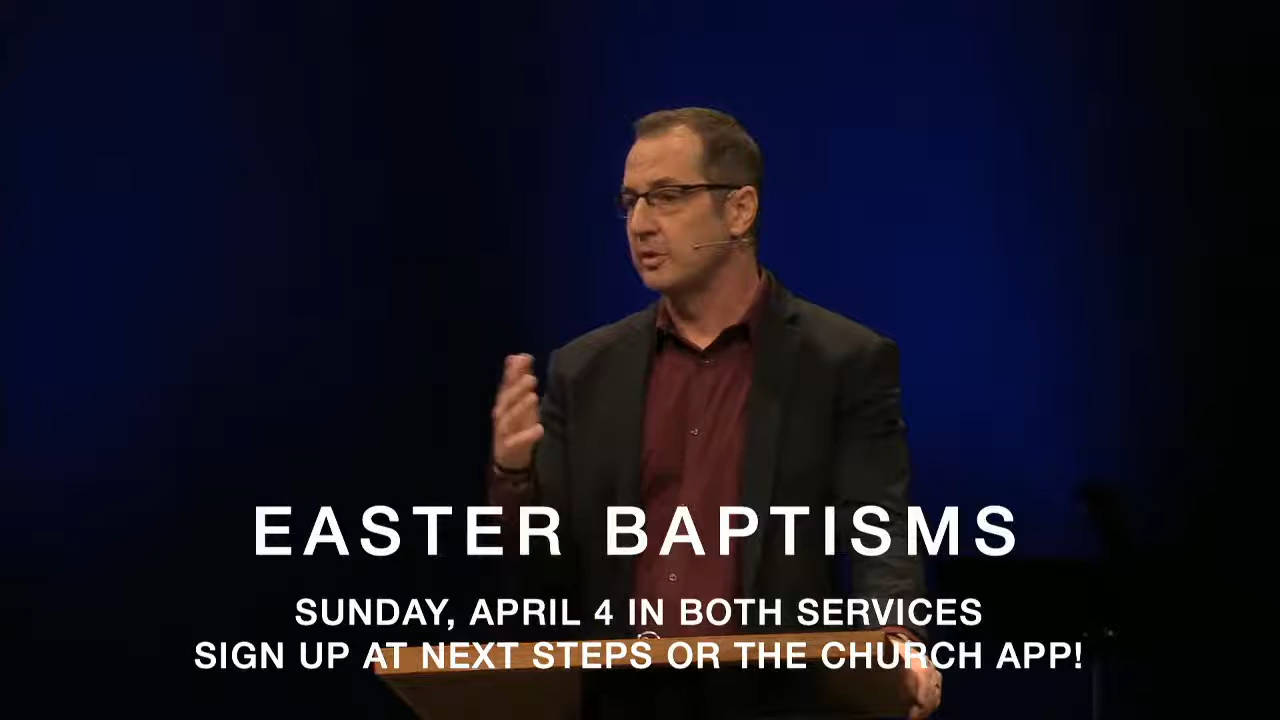 EASTER BAPTISMS
SUNDAY, APRIL 4 IN BOTH SERVICES
SIGN UP AT NEXT STEPS OR THE CHURCH APP!